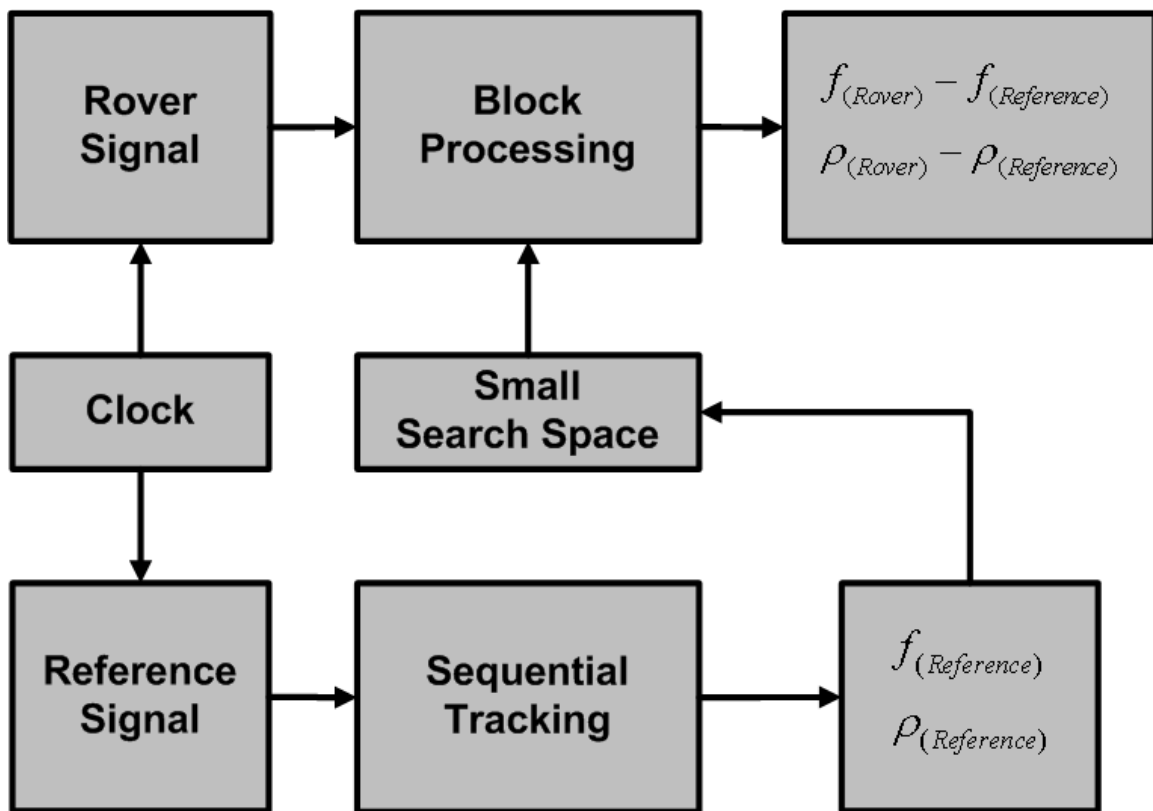 Rover
Signal
Block
Processing
f(Rover) − f(Reference)
ρ(Rover) − ρ(Reference)
Clock
Small
Search Space
Reference
Signal
Sequential
Tracking
f(Reference)
ρ(Reference)